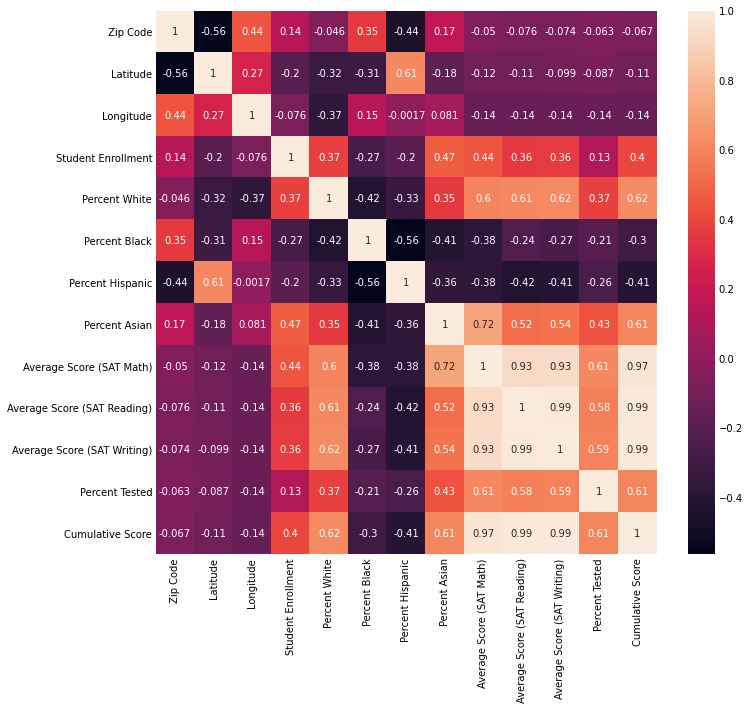 Zip Code 1 -0.56 0.44 0.14 -0.046 0.35 -0.44 0.17 -0.05 -0.076 -0.074 -0.063 -0.067
Latitude -0.56 1 0.27 -0.2 -0.32 -0.31 0.61 -0.18 -0.12 -0.11 -0.099 -0.087 -0.11
Longitude 0.44 0.27 1 -0.076 -0.37 0.15 -0.0017 0.081 -0.14 -0.14 -0.14 -0.14 -0.14
Student Enrollment 0.14 -0.2 -0.076 1 0.37 -0.27 -0.2 0.47 0.44 0.36 0.36 0.13 0.4
Percent White -0.046 -0.32 -0.37 0.37 1 -0.42 -0.33 0.35 0.6 0.61 0.62 0.37 0.62
Percent Black 0.35 -0.31 0.15 -0.27 -0.42 1 -0.56 -0.41 -0.38 -0.24 -0.27 -0.21 -0.3
Percent Hispanic -0.44 0.61 -0.0017 -0.2 -0.33 -0.56 1 -0.36 -0.38 -0.42 -0.41 -0.26 -0.41
Percent Asian 0.17 -0.18 0.081 0.47 0.35 -0.41 -0.36 1 0.72 0.52 0.54 0.43 0.61
Average Score (SAT Math) -0.05 -0.12 -0.14 0.44 0.6 -0.38 -0.38 0.72 1 0.93 0.93 0.61 0.97
Average Score (SAT Reading) -0.076 -0.11 -0.14 0.36 0.61 -0.24 -0.42 0.52 0.93 1 0.99 0.58 0.99
Average Score (SAT Writing) -0.074 -0.099 -0.14 0.36 0.62 -0.27 -0.41 0.54 0.93 0.99 1 0.59 0.99
Percent Tested -0.063 -0.087 -0.14 0.13 0.37 -0.21 -0.26 0.43 0.61 0.58 0.59 1 0.61
Cumulative Score -0.067 -0.11 -0.14 0.4 0.62 -0.3 -0.41 0.61 0.97 0.99 0.99 0.61 1
Zip Code
Latitude
Longitude
Student Enrollment
Percent White
Percent Black
Percent Hispanic
Percent Asian
Average Score (SAT Math)
Average Score (SAT Reading)
Average Score (SAT Writing)
Percent Tested
Cumulative Score
1.0
0.8
0.6
0.4
0.2
0.0
−0.2
−0.4